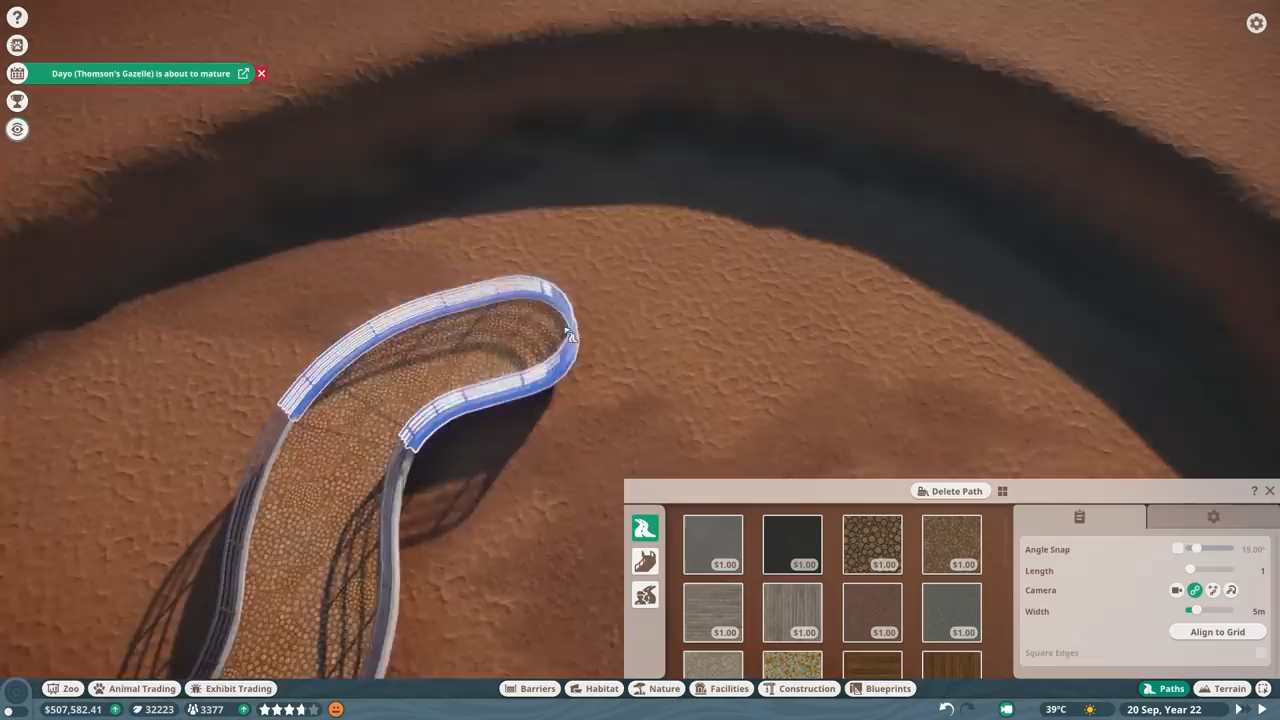 Dayo (Thomson's Gazelle) is about to mature
Delete Path
?
$1.00 $1.00 $1.00 $1.00
$1.00 $1.00 $1.00 $1.00
Angle Snap 15.00°
Length 1
Camera
Width 5m
Align to Grid
Square Edges
Zoo Animal Trading Exhibit Trading Barriers Habitat Nature Facilities Construction Blueprints Paths Terrain
$507,582.41 32223 3377 39°C 20 Sep, Year 22